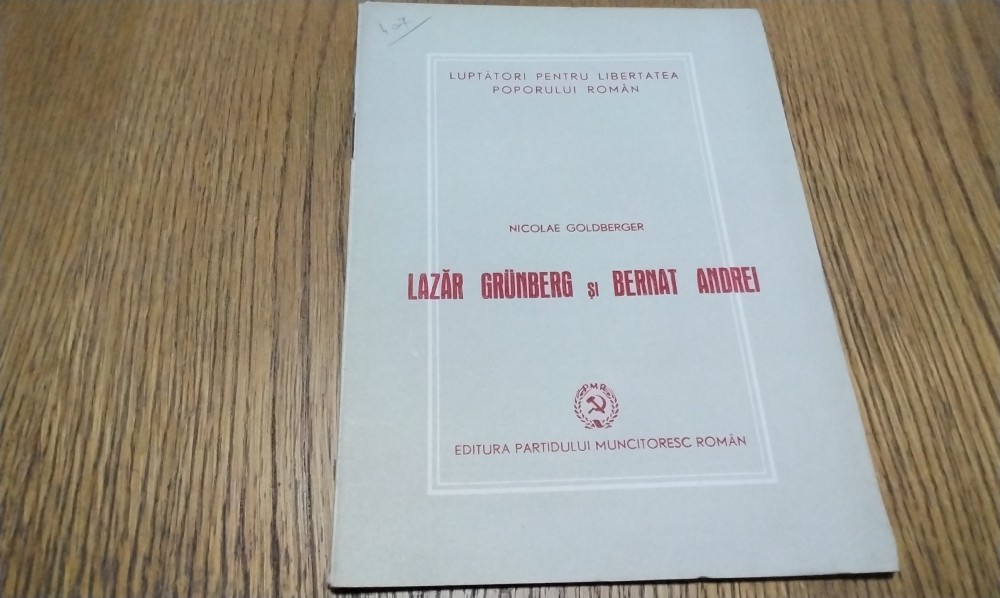 LUPTĂTORI PENTRU LIBERTATEA
POPORULUI ROMÂN
NICOLAE GOLDBERGER
LAZĂR GRÜNBERG ȘI BERNAT ANDREI
PMR
EDITURA PARTIDULUI MUNCITORESC ROMÂN